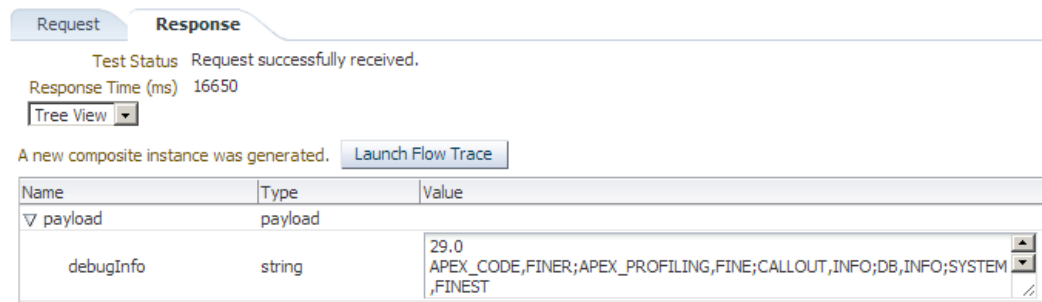 Request Response
Test Status Request successfully received.
Response Time (ms) 16650
Tree View
A new composite instance was generated. Launch Flow Trace
Name Type Value
payload payload
29.0
debugInfo string APEX_CODE,FINER;APEX_PROFILING,FINE;CALLOUT,INFO;DB,INFO;SYSTEM
,FINEST